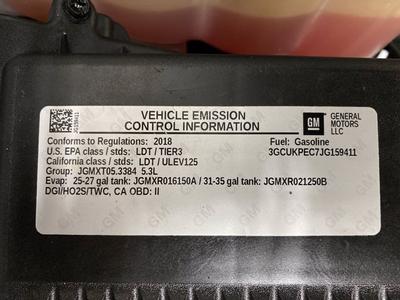 VEHICLE EMISSION
CONTROL INFORMATION
GM
GENERAL
MOTORS
LLC
JG159411
Conforms to Regulations: 2018
Fuel: Gasoline
U.S. EPA class / stds: LDT / TIER3
3GCUKPEC7JG159411
California class / stds: LDT / ULEV125
Group: JGMXT05.3384 5.3L
Evap: 25-27 gal tank: JGMXR016150A / 31-35 gal tank: JGMXR021250B
DGI/HO2S/TWC, CA OBD: II